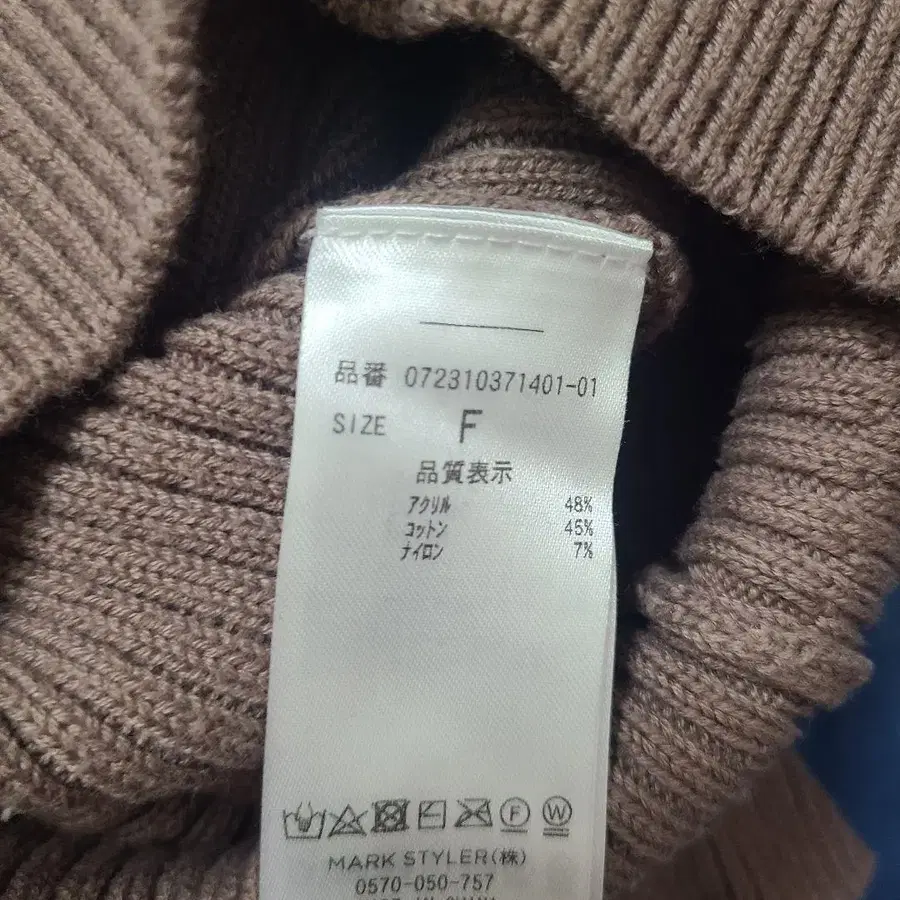 品番 072310371401-01
SIZE F
品質表示
アクリル 48%
コットン 45%
ナイロン 7%
F W
MARK STYLER(株)
0570-050-757